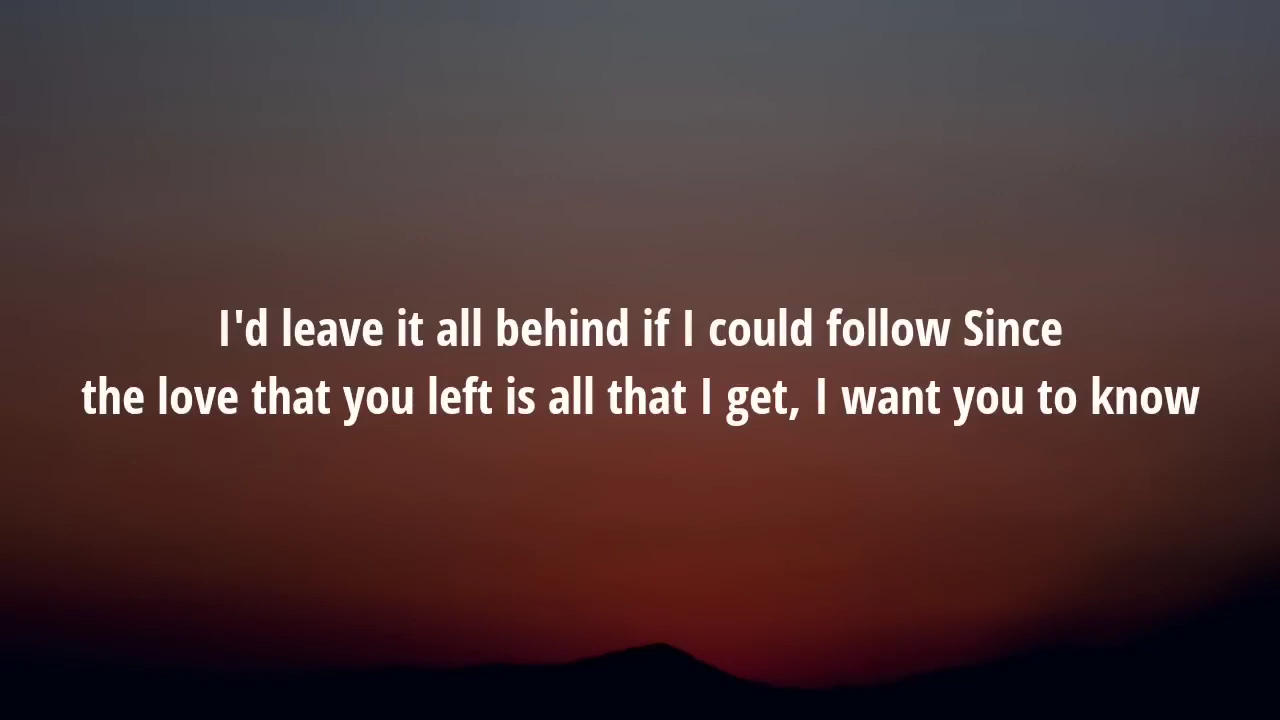 I'd leave it all behind if I could follow Since
the love that you left is all that I get, I want you to know